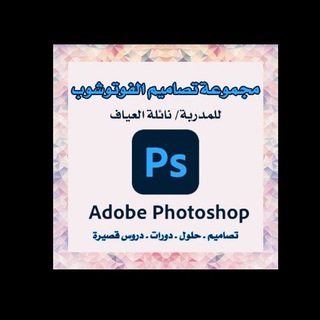 مجموعة تصاميم الفوتوشوب
للمدربة/ نائلة العياف
Ps
Adobe Photoshop
تصاميم . حلول . دورات . دروس قصيرة